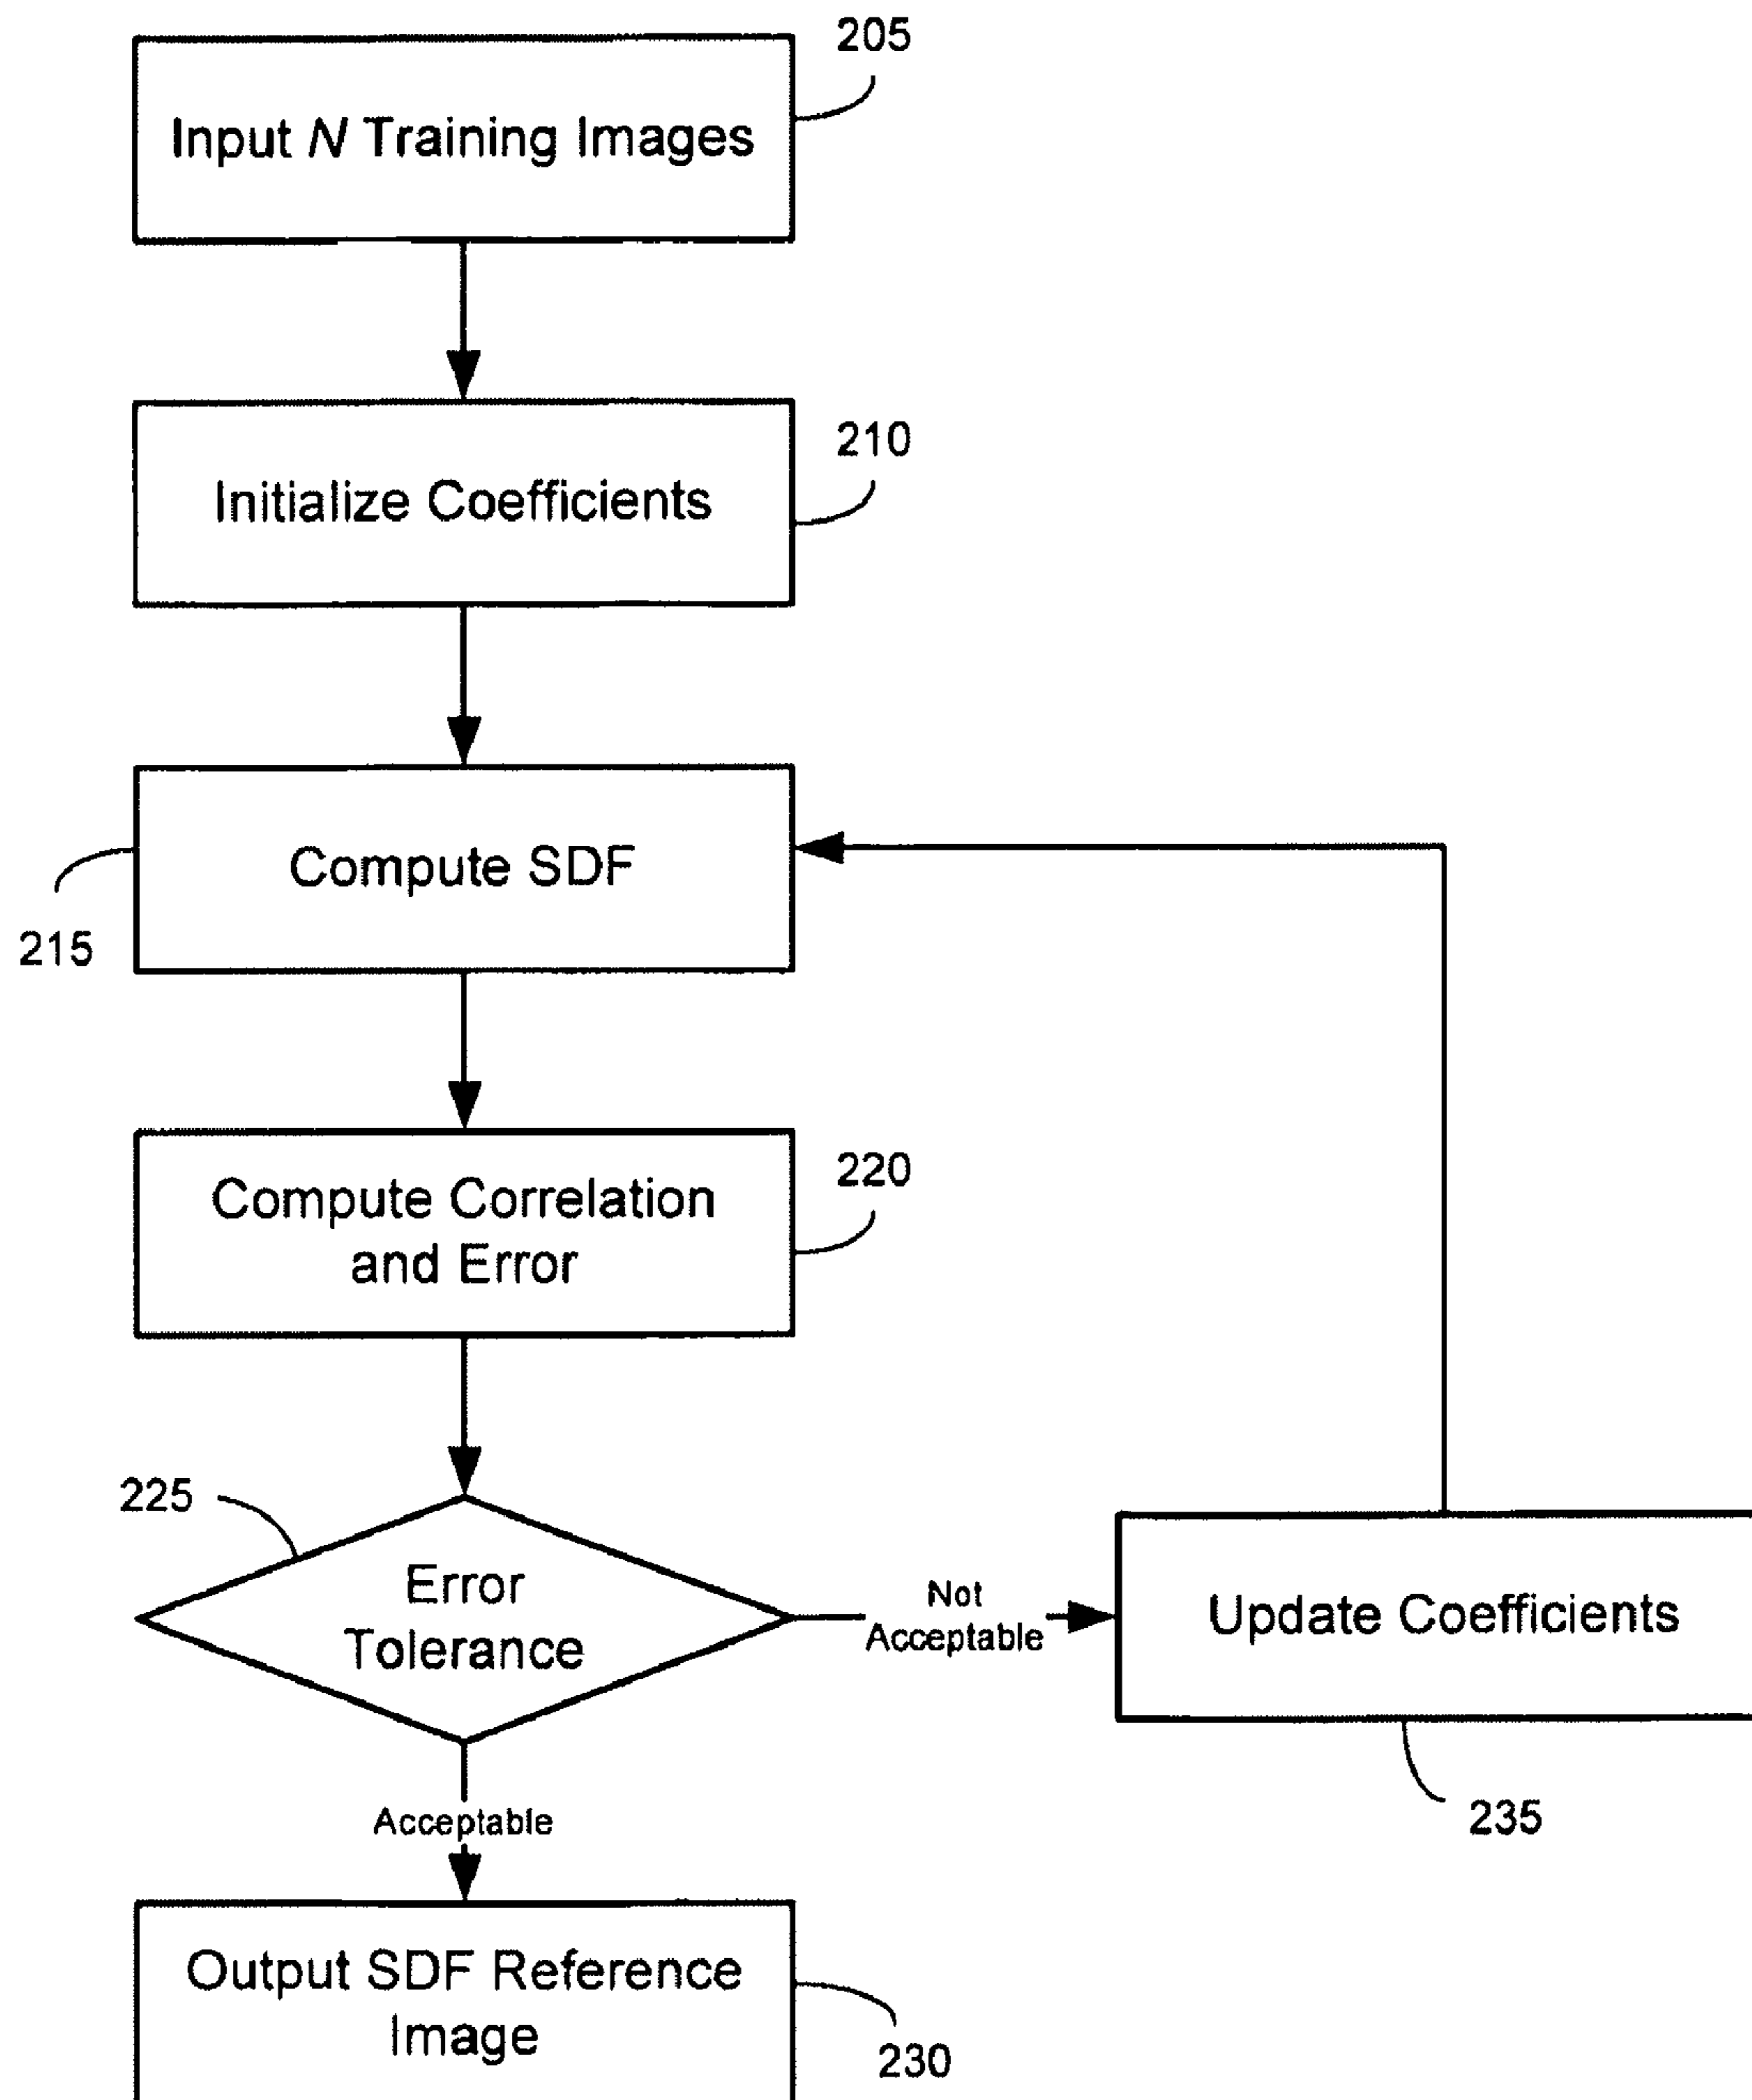 205
Input N Training Images
210
Initialize Coefficients
Compute SDF
215
220
Compute Correlation
and Error
225
Error
Tolerance
Not
Acceptable
Update Coefficients
235
Acceptable
Output SDF Reference
Image
230